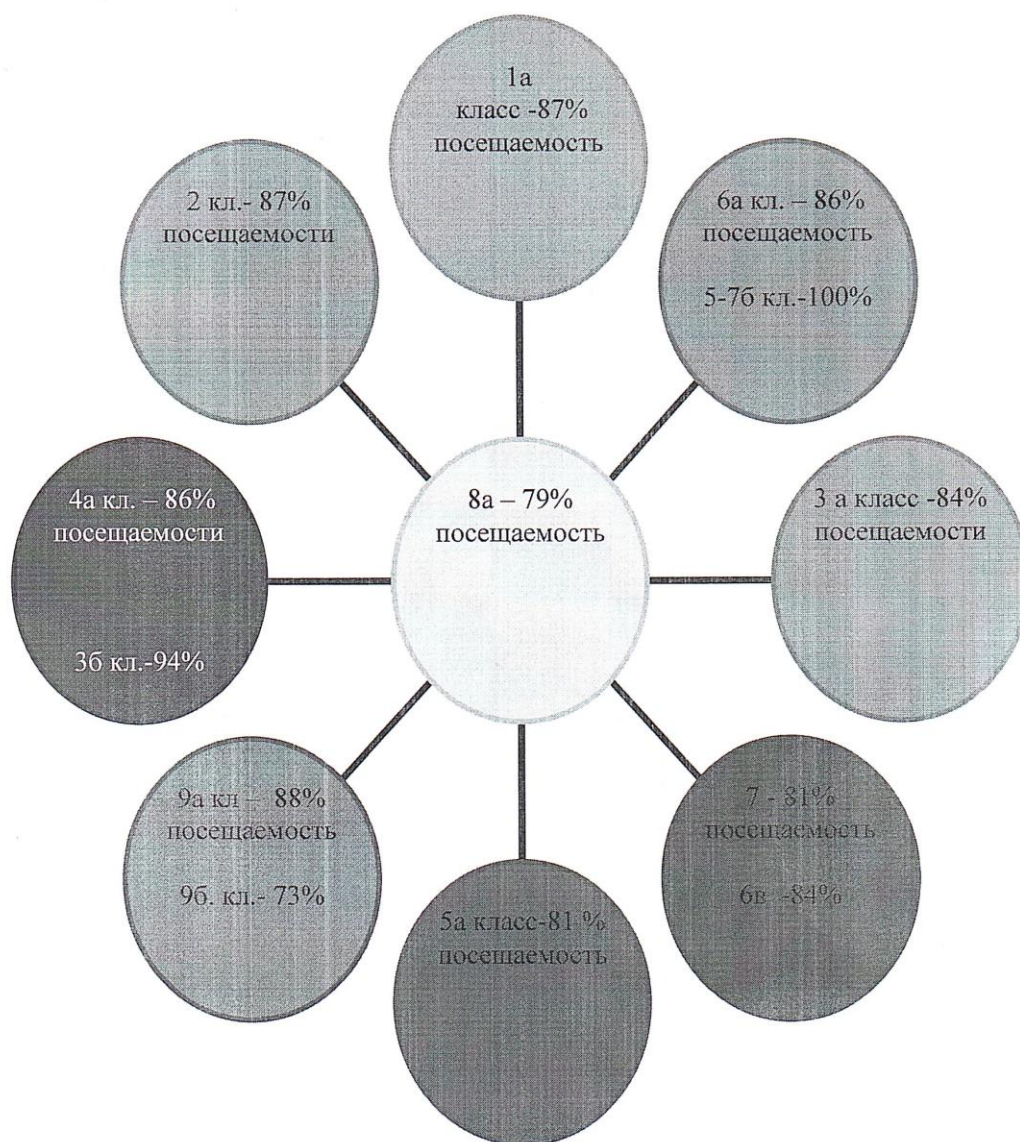 1а
класс -87%
посещаемость
2 кл.- 87%
посещаемости
6а кл. – 86%
посещаемость
5-7б кл.-100%
4а кл. – 86%
посещаемости
3б кл.-94%
8а – 79%
посещаемость
3 а класс -84%
посещаемости
9а кл – 88%
посещаемость
9б. кл.- 73%
7 - 81%
посещаемость
6в -84%
5а класс-81 %
посещаемость